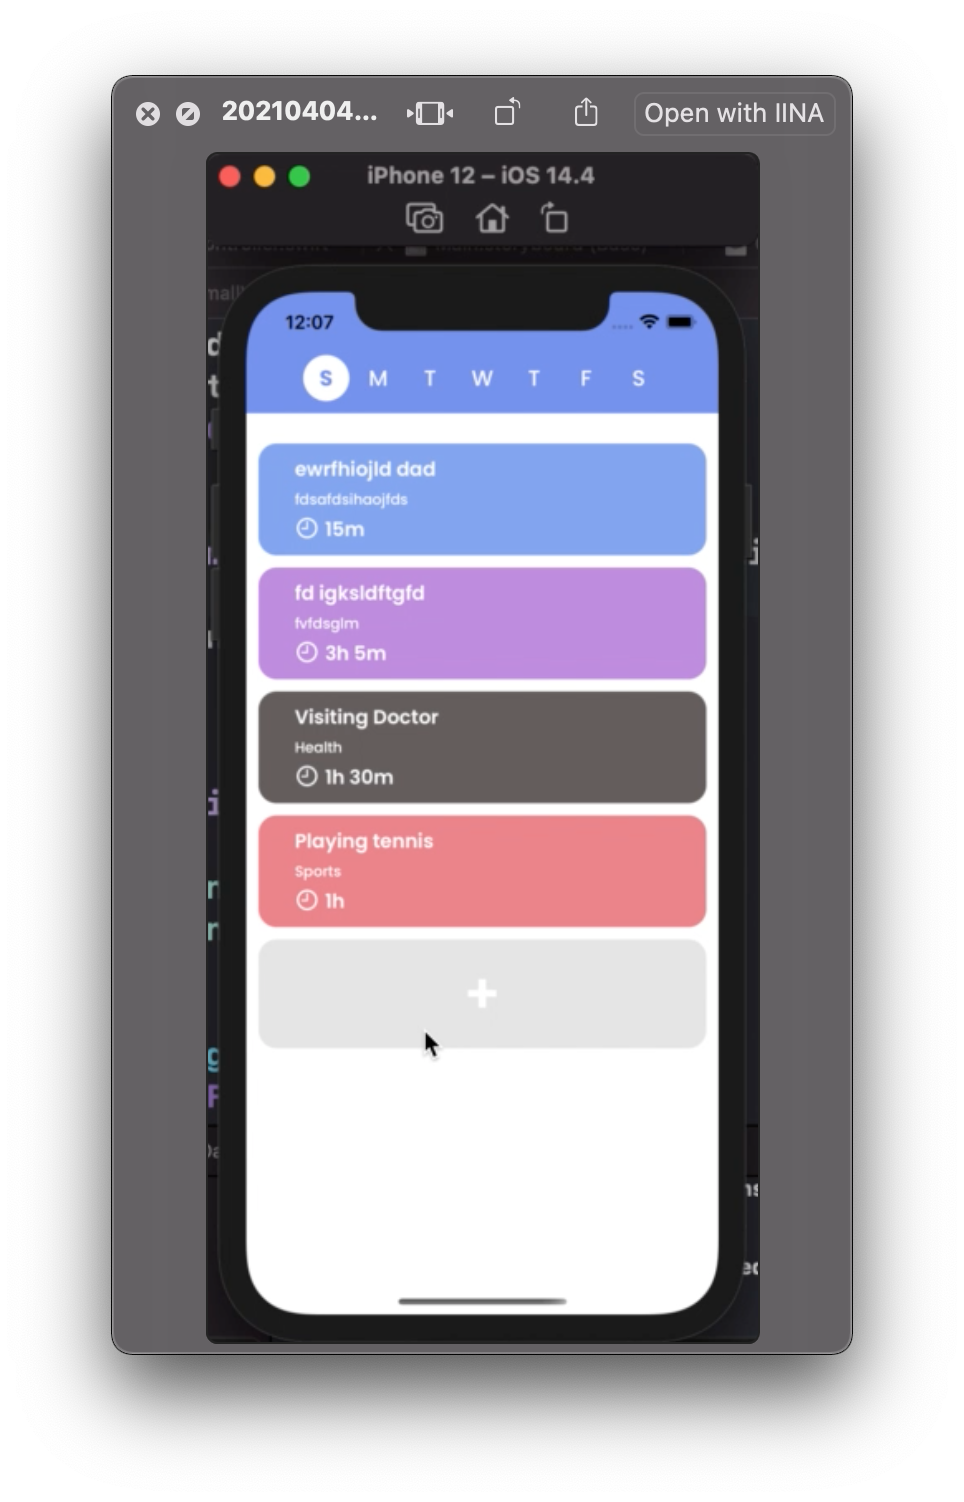 20210404...
Open with IINA
iPhone 12 – iOS 14.4
12:07
S M T W T F S
ewrfhiojld dad
fdsafdsihaojfds
15m
fd igksldftgfd
fvfdsglm
3h 5m
Visiting Doctor
Health
1h 30m
Playing tennis
Sports
1h
+